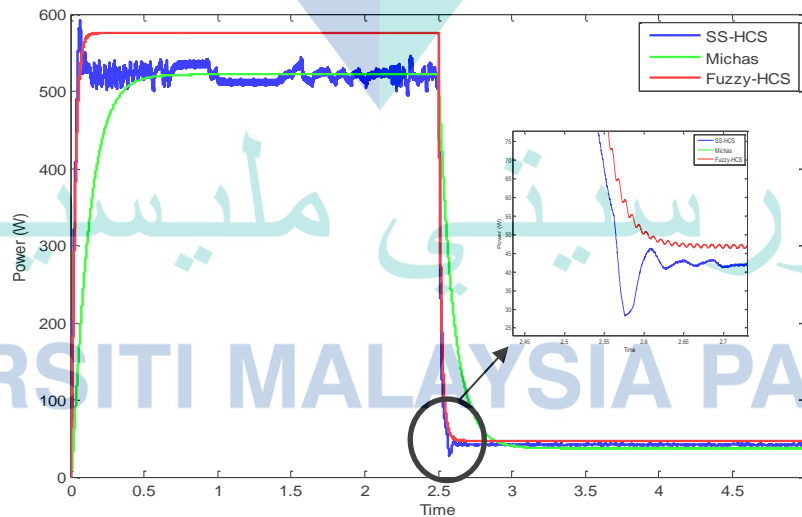 600
500
400
300
200
100
0
Power (W)
0 0.5 1 1.5 2 2.5 3 3.5 4 4.5
Time
SS-HCS
Michas
Fuzzy-HCS
75
70
65
60
55
50
45
40
35
30
25
Power (W)
2.45 2.5 2.55 2.6 2.65 2.7
Time
SS-HCS
Michas
Fuzzy-HCS
RSITI MALAYSIA PA